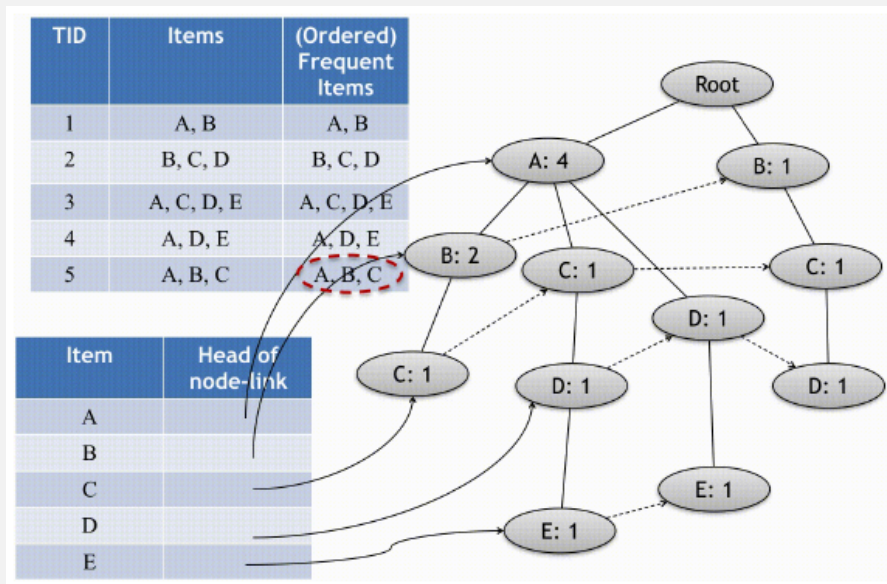 TID Items (Ordered) Frequent Items
1 A, B A, B
2 B, C, D B, C, D
3 A, C, D, E A, C, D, E
4 A, D, E A, D, E
5 A, B, C A, B, C
Root
A: 4
B: 1
B: 2
C: 1
C: 1
D: 1
C: 1
D: 1
D: 1
E: 1
E: 1
Item Head of node-link
A
B
C
D
E